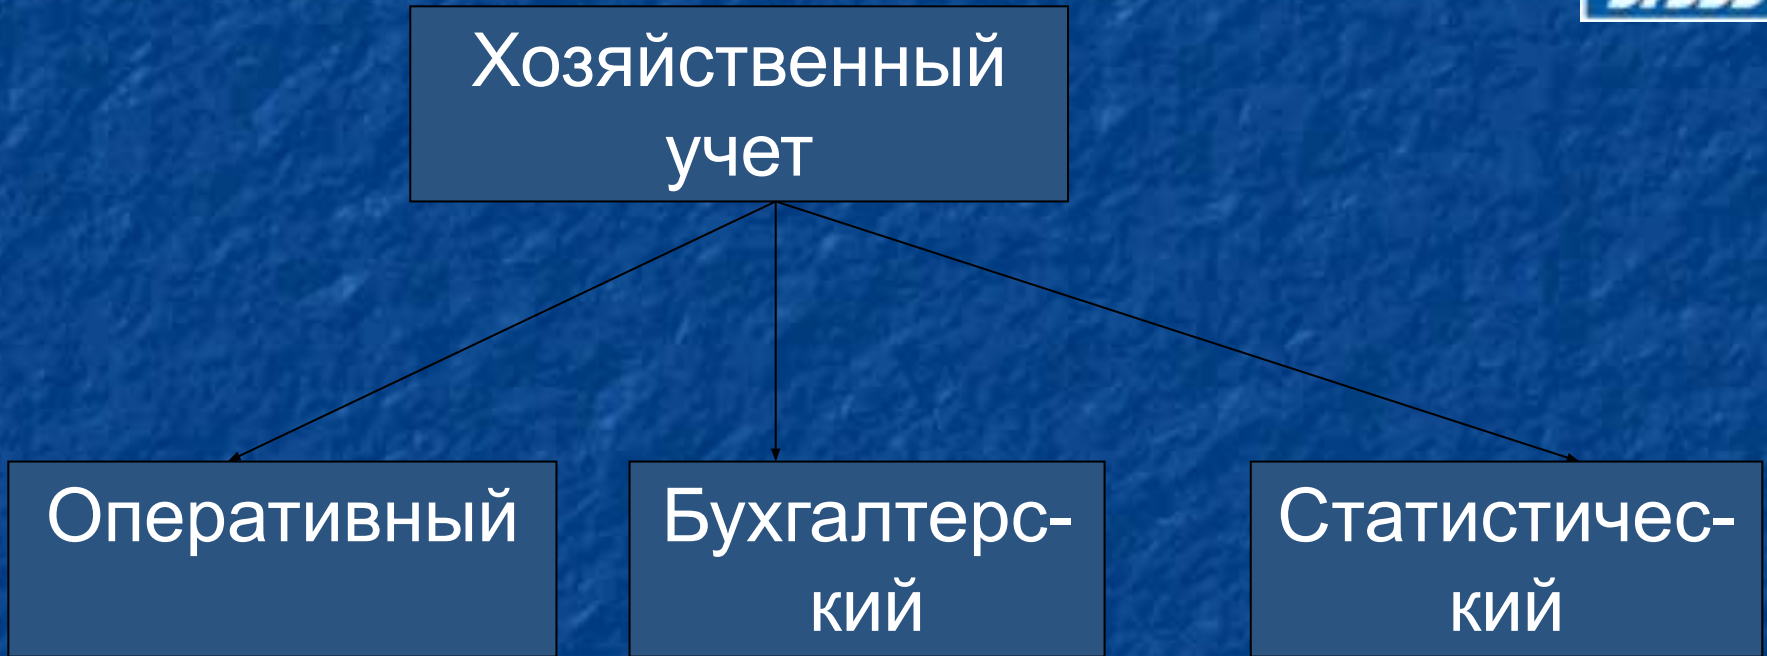 Хозяйственный
учет
Оперативный
Бухгалтерс-
кий
Статистичес-
кий